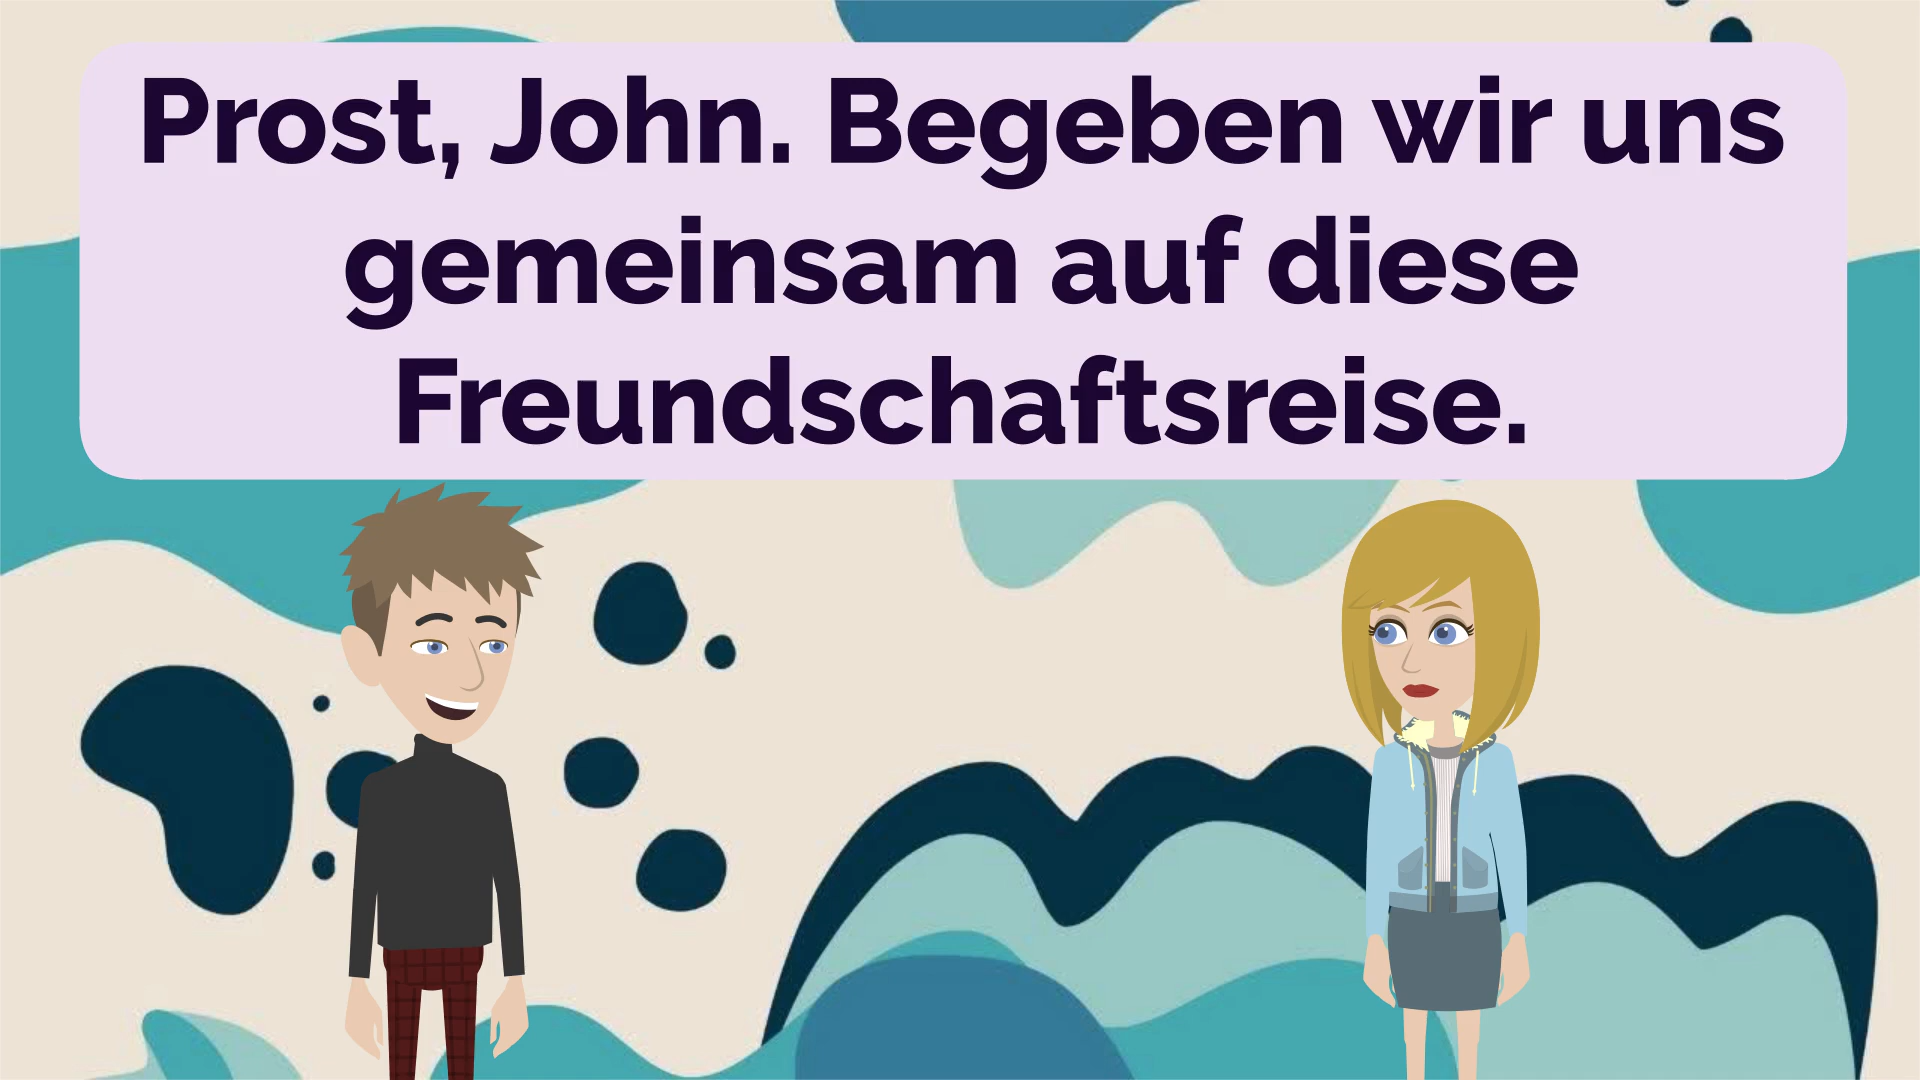 Prost, John. Begeben wir uns
gemeinsam auf diese
Freundschaftsreise.